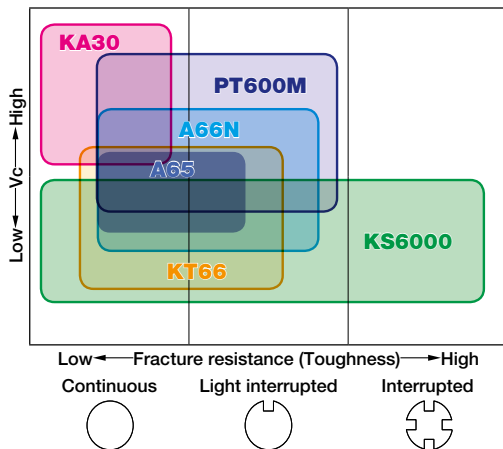 KA30
PT600M
A66N
A65
KS6000
KT66
Low Vc High
Low Fracture resistance (Toughness) High
Continuous Light interrupted Interrupted